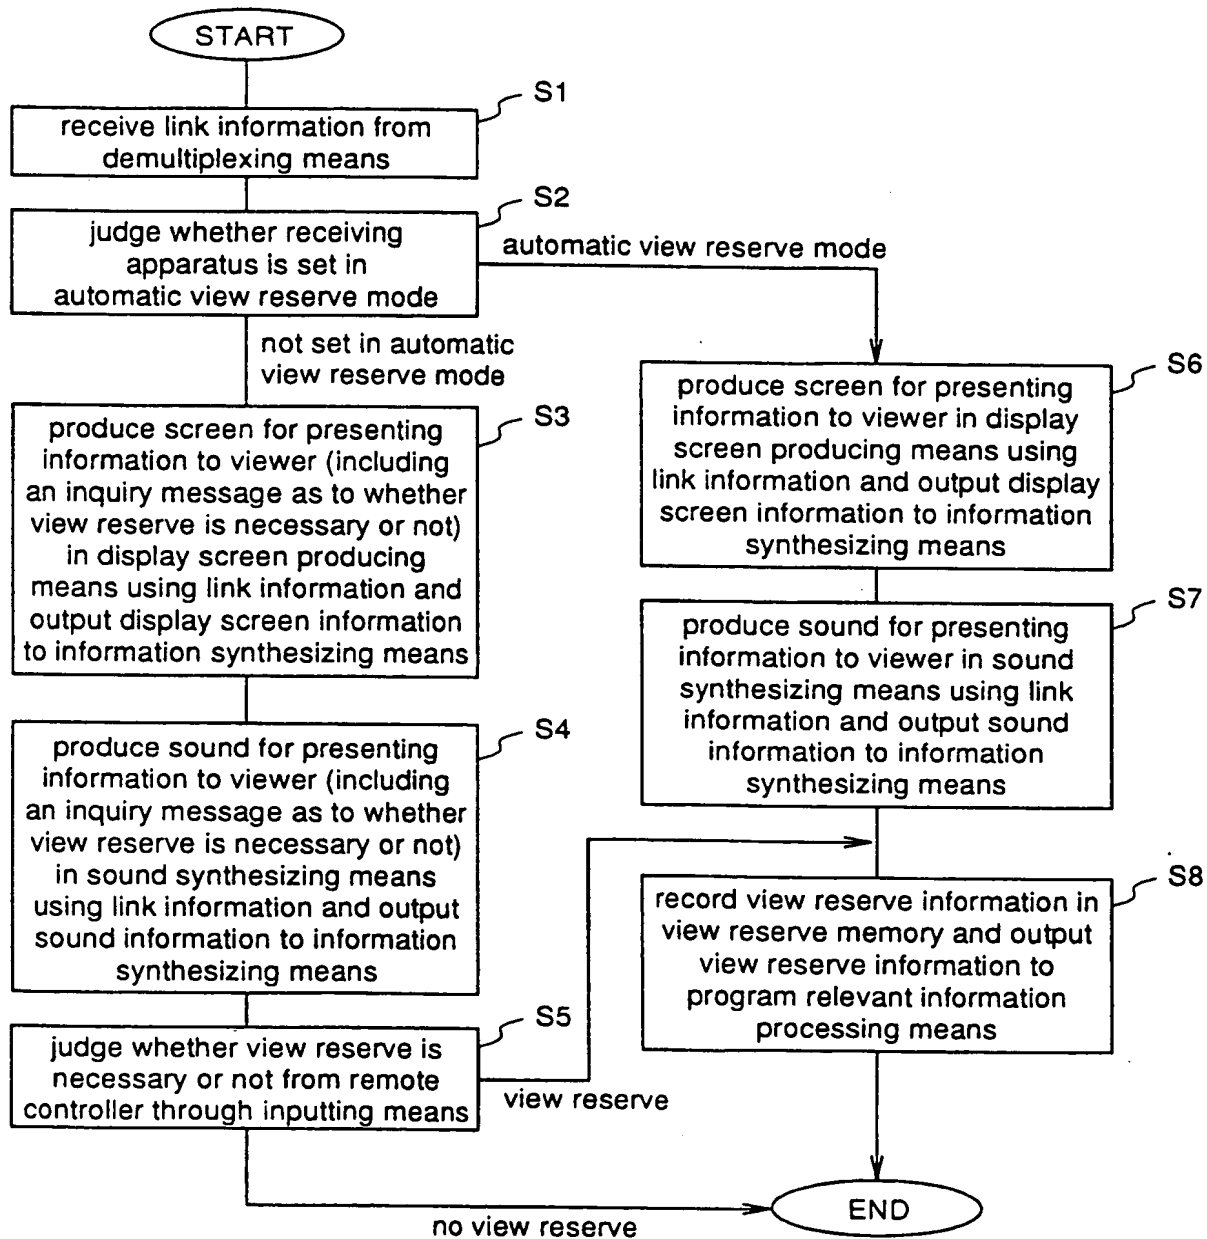 START
S1
receive link information from
demultiplexing means
S2
judge whether receiving
apparatus is set in
automatic view reserve mode
automatic view reserve mode
not set in automatic
view reserve mode
S3
produce screen for presenting
information to viewer (including
an inquiry message as to whether
view reserve is necessary or not)
in display screen producing
means using link information and
output display screen information
to information synthesizing means
S4
produce sound for presenting
information to viewer (including
an inquiry message as to whether
view reserve is necessary or not)
in sound synthesizing means
using link information and output
sound information to information
synthesizing means
S5
judge whether view reserve is
necessary or not from remote
controller through inputting means
view reserve
no view reserve
S6
produce screen for presenting
information to viewer in display
screen producing means using
link information and output display
screen information to information
synthesizing means
S7
produce sound for presenting
information to viewer in sound
synthesizing means using link
information and output sound
information to information
synthesizing means
S8
record view reserve information in
view reserve memory and output
view reserve information to
program relevant information
processing means
END